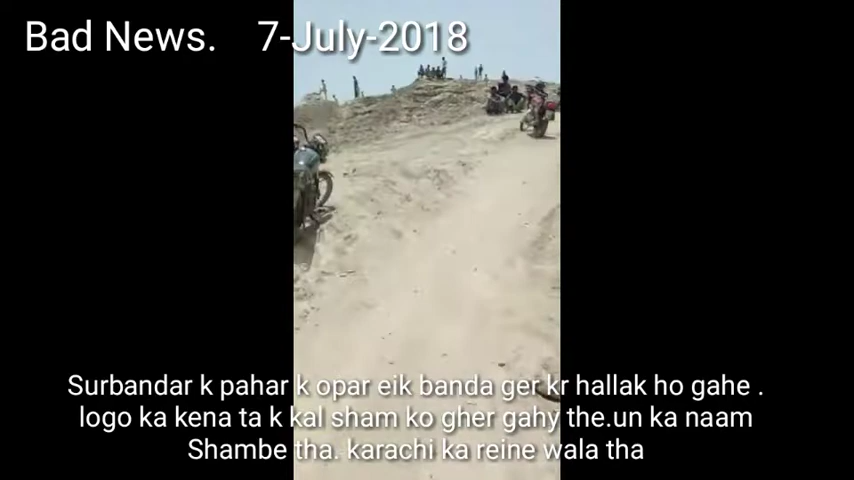 Bad News. 7-July-2018
Surbandar k pahar k opar eik banda ger kr hallak ho gahe .
logo ka kena ta k kal sham ko gher gahy the.un ka naam
Shambe tha. karachi ka reine wala tha